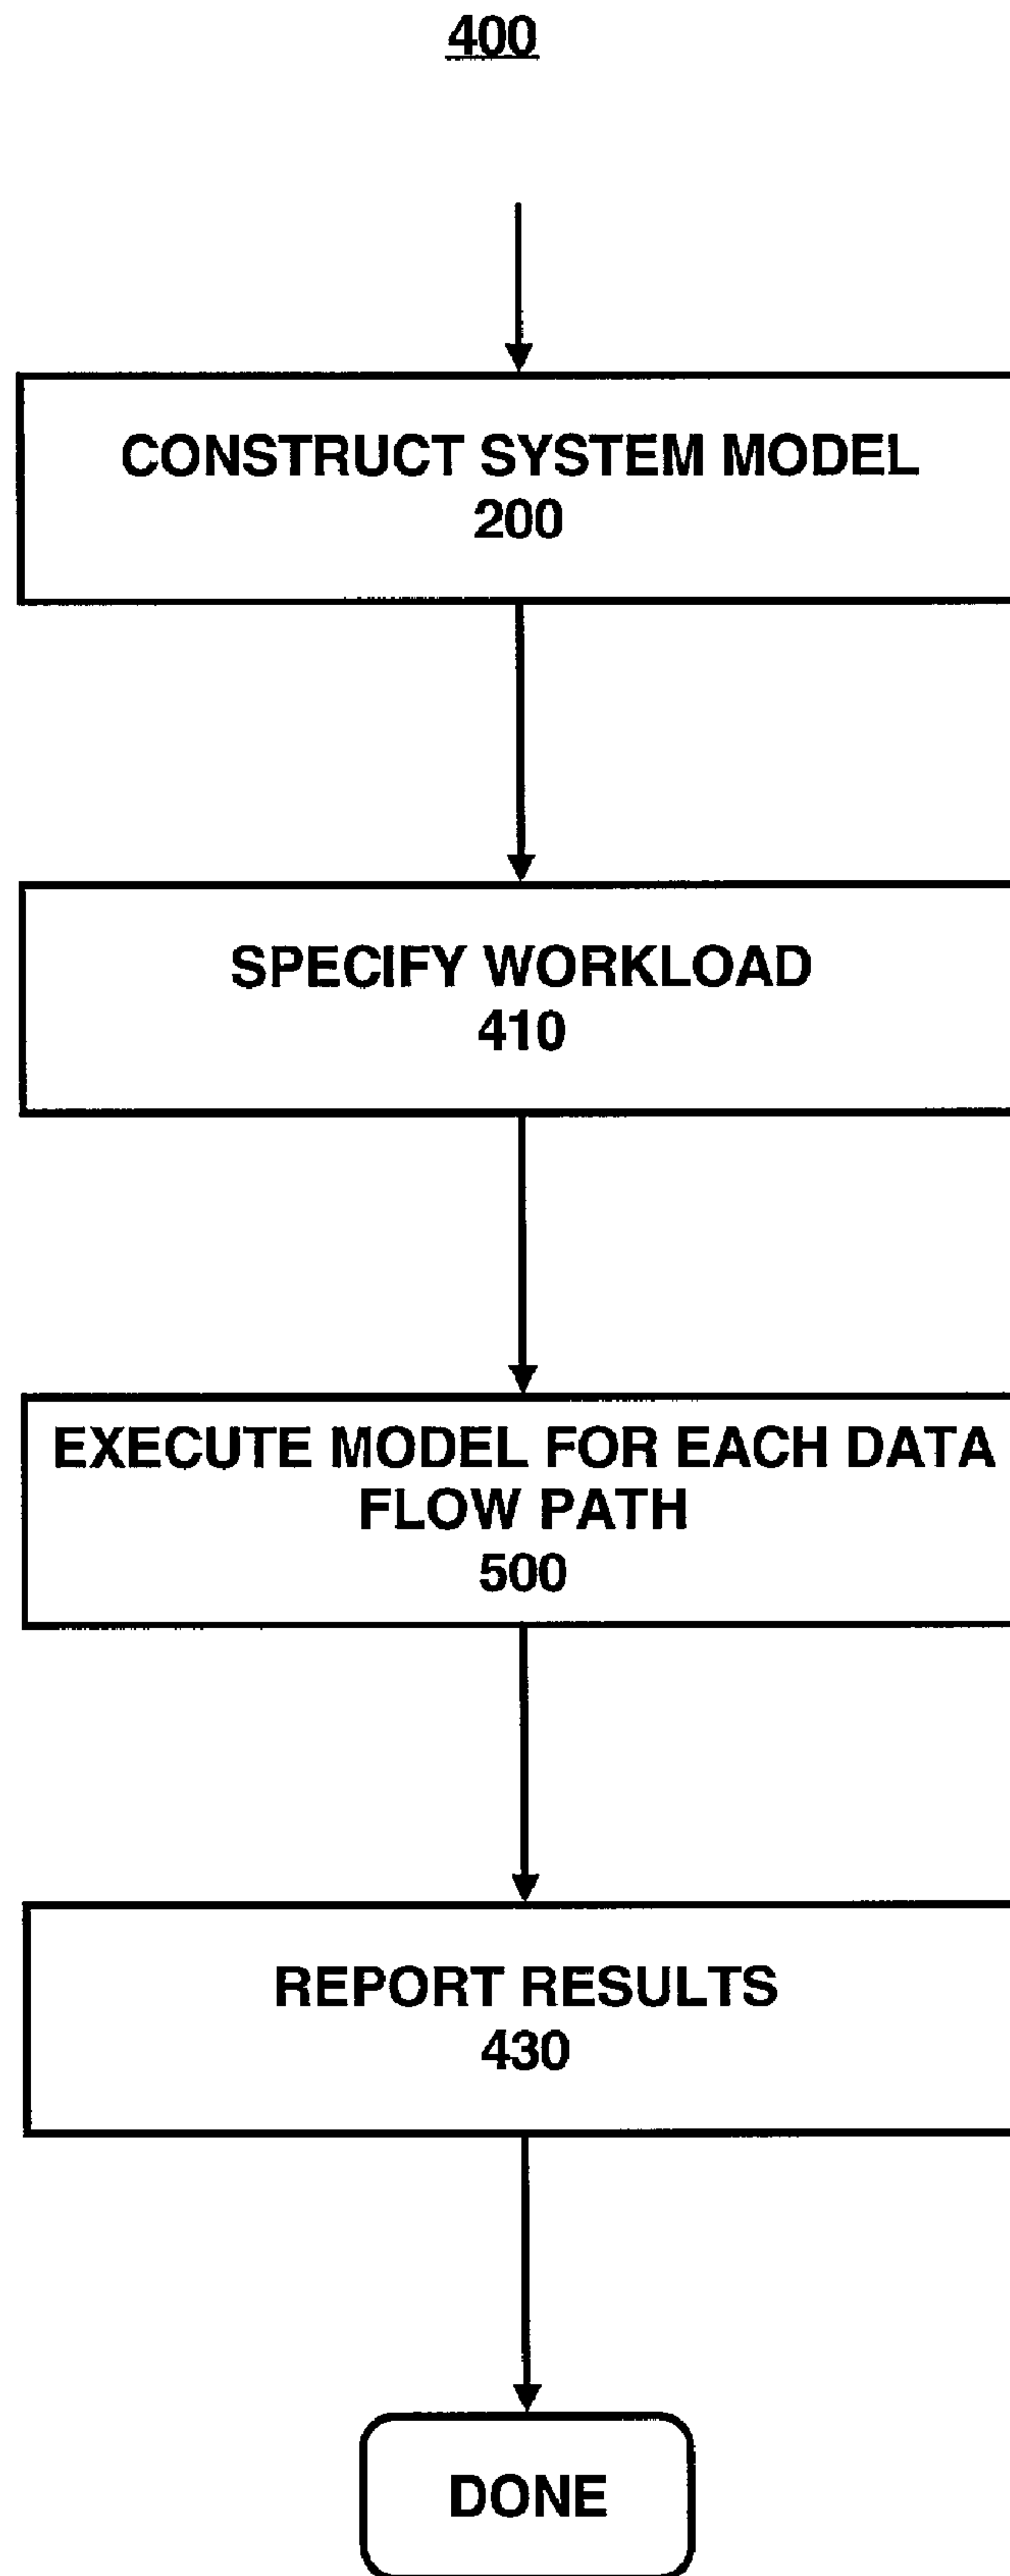 400
CONSTRUCT SYSTEM MODEL
200
SPECIFY WORKLOAD
410
EXECUTE MODEL FOR EACH DATA
FLOW PATH
500
REPORT RESULTS
430
DONE